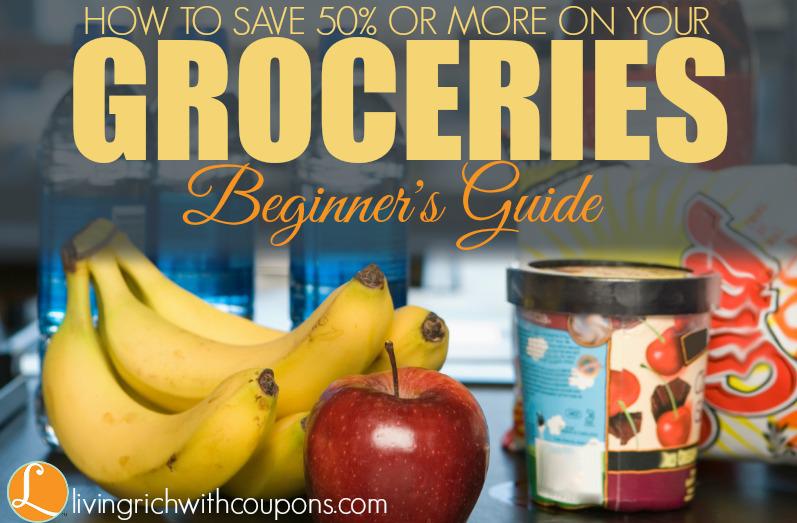 HOW TO SAVE 50% OR MORE ON YOUR
GROCERIES
Beginner's Guide
L
livingrichwithcoupons.com